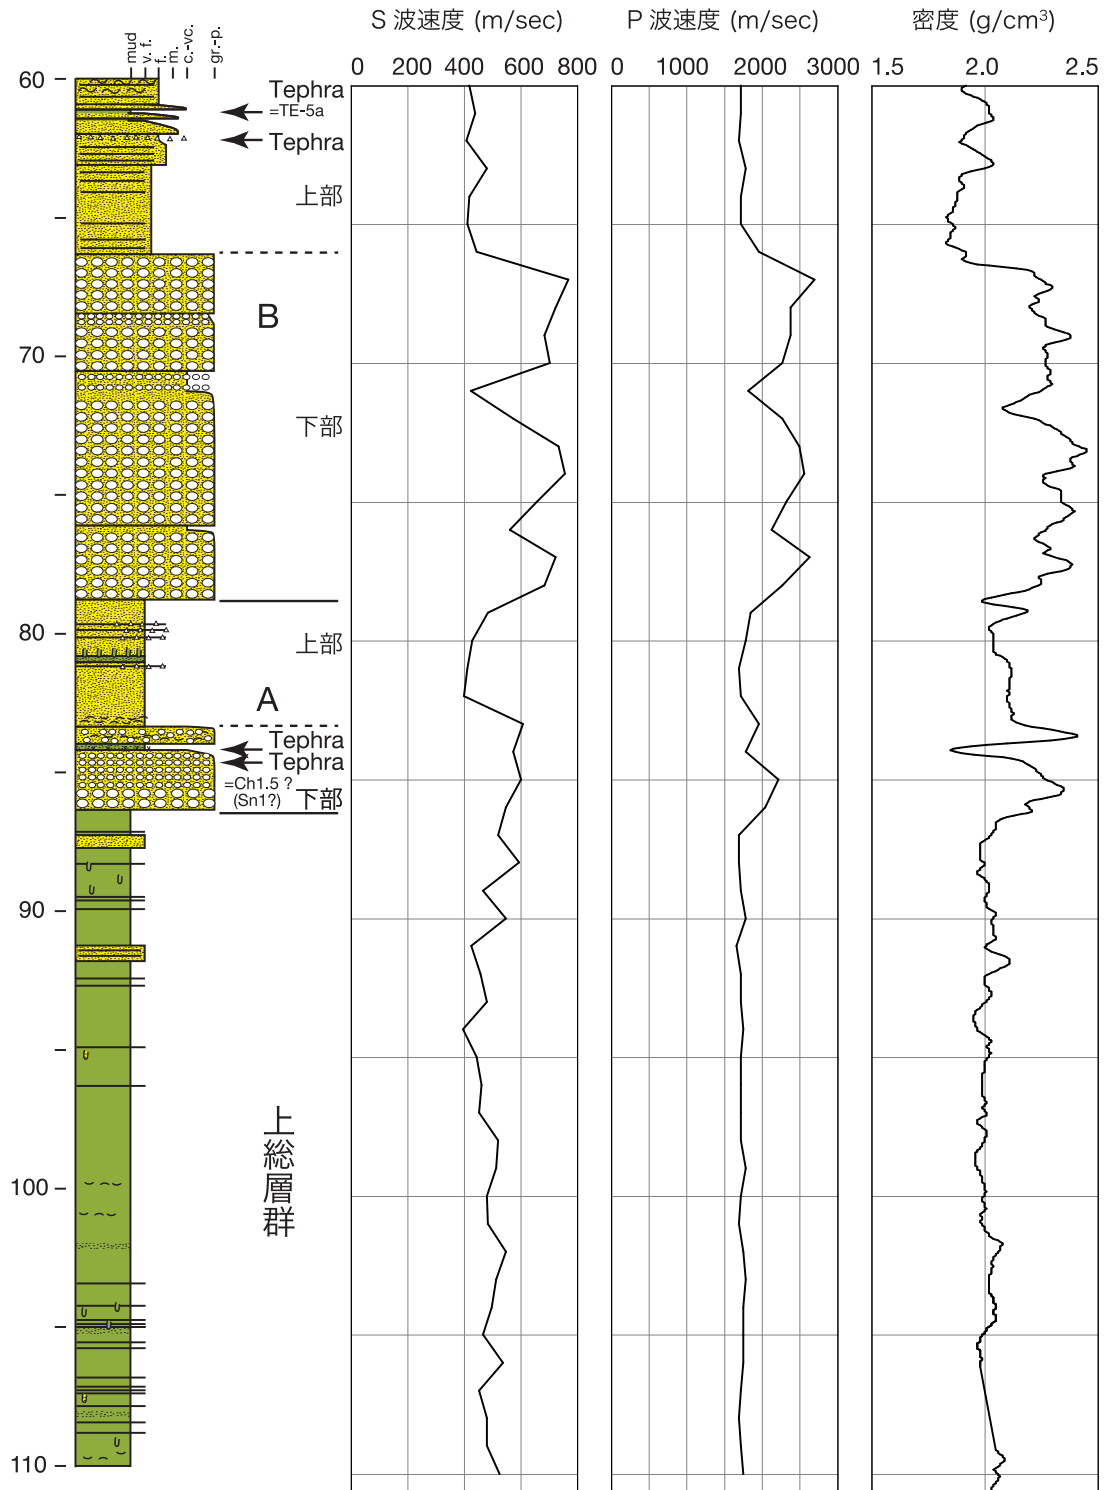 S 波速度 (m/sec)
P 波速度 (m/sec)
密度 (g/cm³)
mud
v. f.
f.
m.
c.-vc.
gr.-p.
0 200 400 600 800
0 1000 2000 3000
1.5 2.0 2.5
60
Tephra
=TE-5a
Tephra
上部
B
70
下部
80
上部
A
Tephra
Tephra
=Ch1.5 ?
(Sn1?)
下部
90
上総層群
100
110